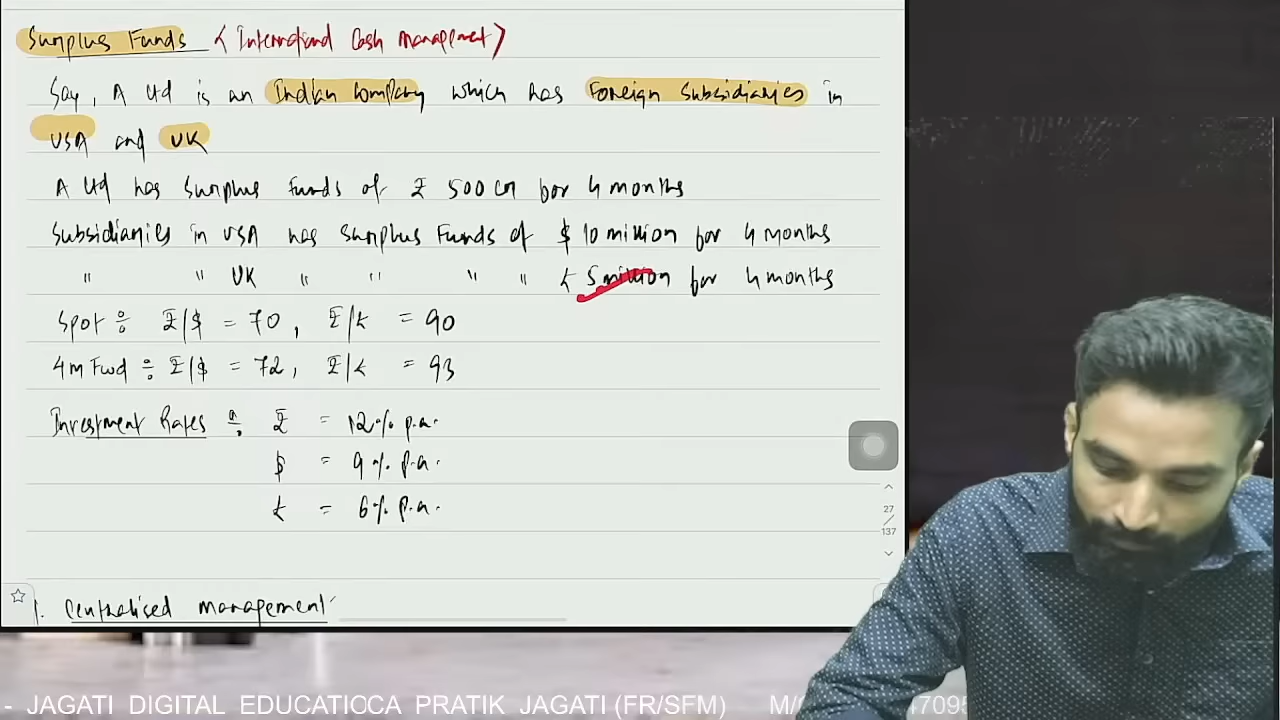 Surplus Funds (International Cash Management)
Say, A Ltd is an Indian Company which has Foreign Subsidiaries in
USA and UK
A Ltd has surplus funds of ₹ 500 cr for 4 months
Subsidiaries in USA has surplus Funds of $ 10 million for 4 months
" " UK " " " " £ 5 million for 4 months
Spot ÷ ₹/$ = 70, ₹/£ = 90
4m Fwd ÷ ₹/$ = 72, ₹/£ = 93
Investment Rates ÷ ₹ = 12% p.a.
$ = 9% p.a.
£ = 6% p.a.
27
/
137
1. Centralised management
- JAGATI DIGITAL EDUCATIOCA PRATIK JAGATI (FR/SFM) M/